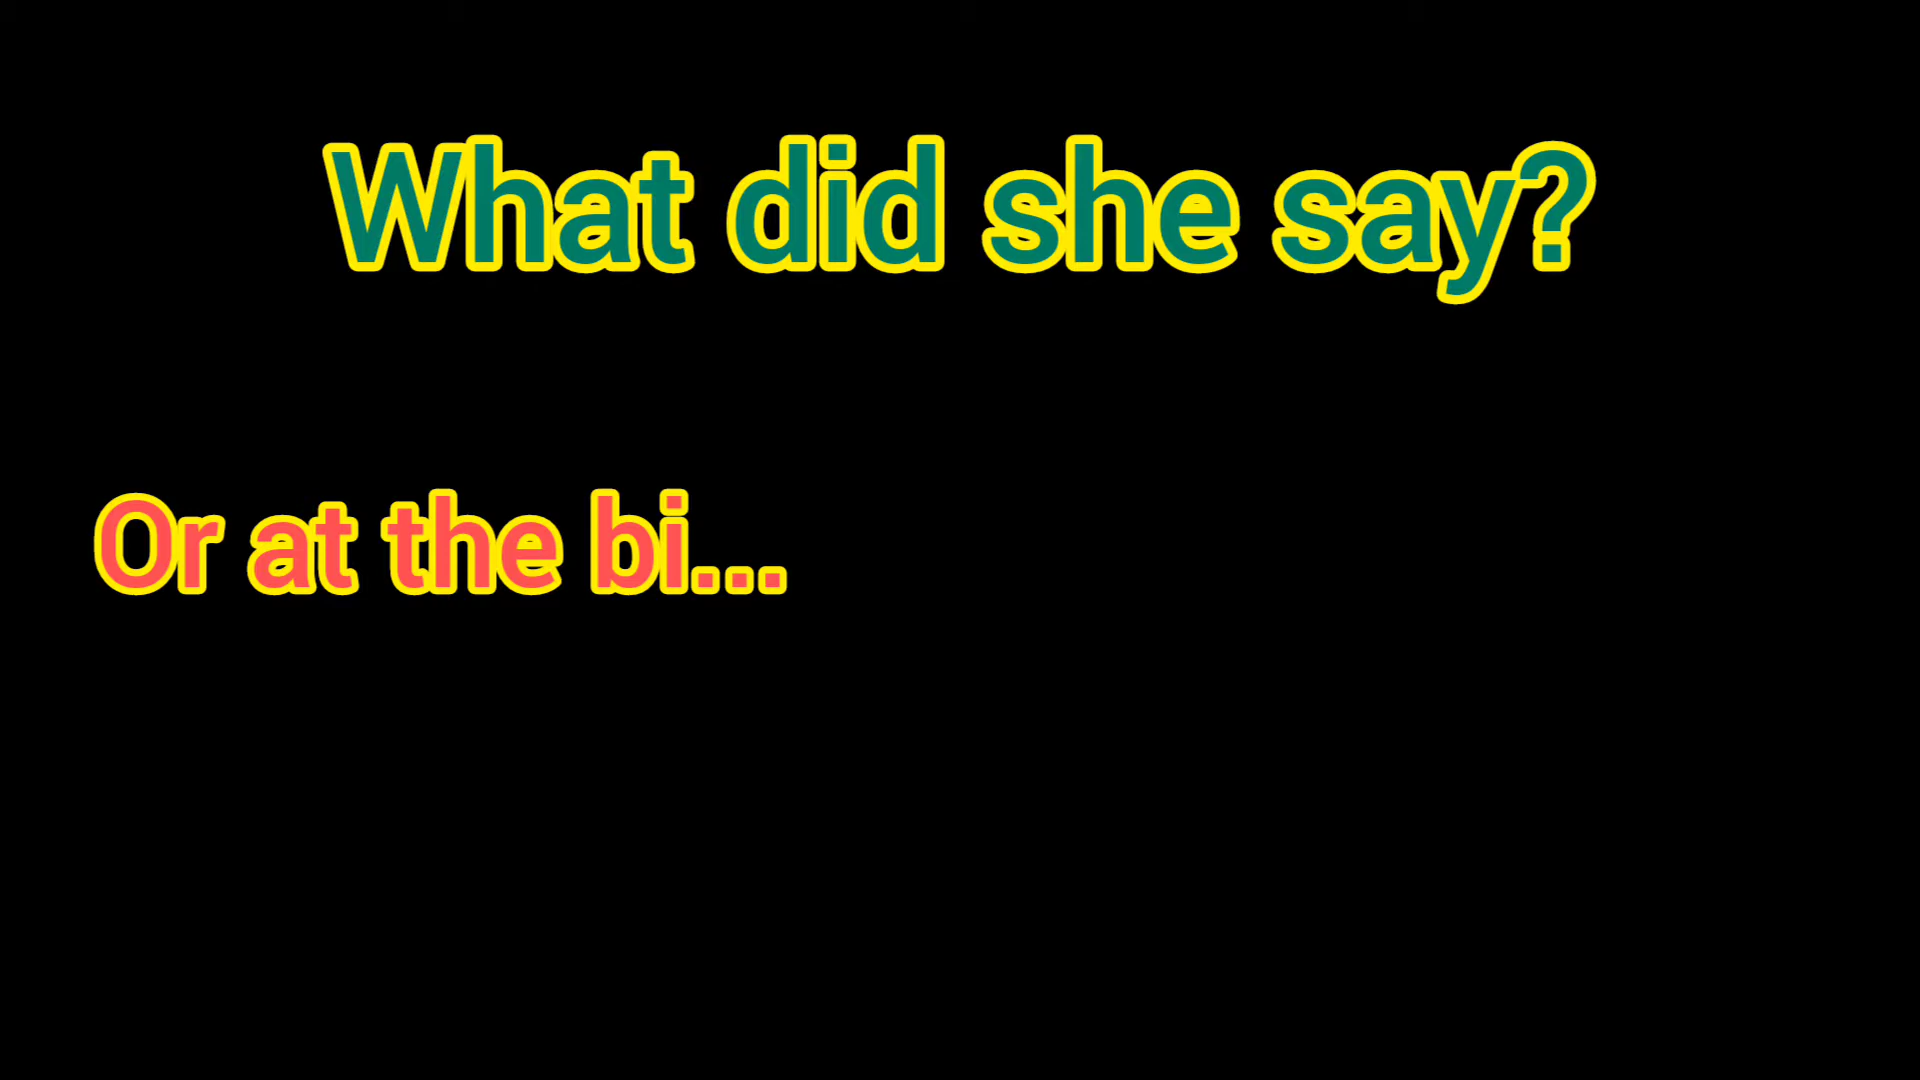 What did she say?
Or at the bi...